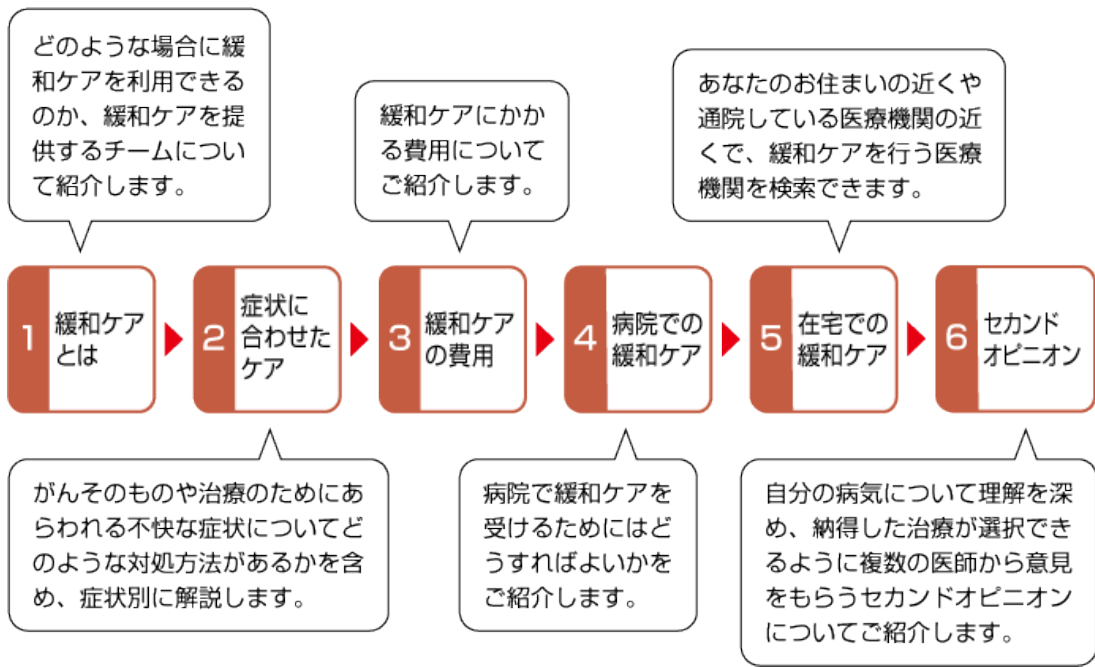 どのような場合に緩
和ケアを利用できる
のか、緩和ケアを提
供するチームについ
て紹介します。
緩和ケアにかか
る費用について
ご紹介します。
あなたのお住まいの近くや
通院している医療機関の近
くで、緩和ケアを行う医療
機関を検索できます。
1
緩和ケア
とは
2
症状に
合わせた
ケア
3
緩和ケア
の費用
4
病院での
緩和ケア
5
在宅での
緩和ケア
6
セカンド
オピニオン
がんそのものや治療のためにあ
らわれる不快な症状についてど
のような対処方法があるかを含
め、症状別に解説します。
病院で緩和ケアを
受けるためにはど
うすればよいかを
ご紹介します。
自分の病気について理解を深
め、納得した治療が選択でき
るように複数の医師から意見
をもらうセカンドオピニオン
についてご紹介します。